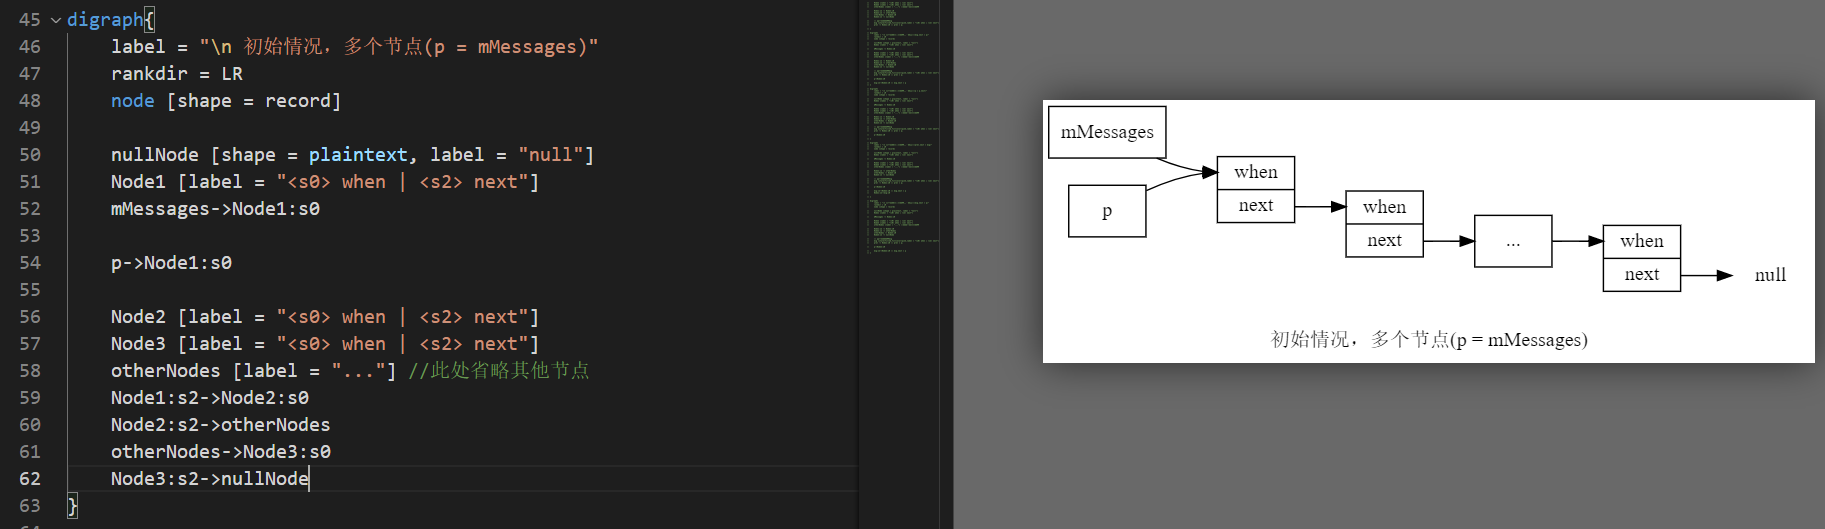 45 digraph{
46 label = "\n 初始情况，多个节点(p = mMessages)"
47 rankdir = LR
48 node [shape = record]
49
50 nullNode [shape = plaintext, label = "null"]
51 Node1 [label = "<s0> when | <s2> next"]
52 mMessages->Node1:s0
53
54 p->Node1:s0
55
56 Node2 [label = "<s0> when | <s2> next"]
57 Node3 [label = "<s0> when | <s2> next"]
58 otherNodes [label = "..."] //此处省略其他节点
59 Node1:s2->Node2:s0
60 Node2:s2->otherNodes
61 otherNodes->Node3:s0
62 Node3:s2->nullNode
63 }
mMessages
p
when
next
when
next
...
when
next
null
初始情况，多个节点(p = mMessages)